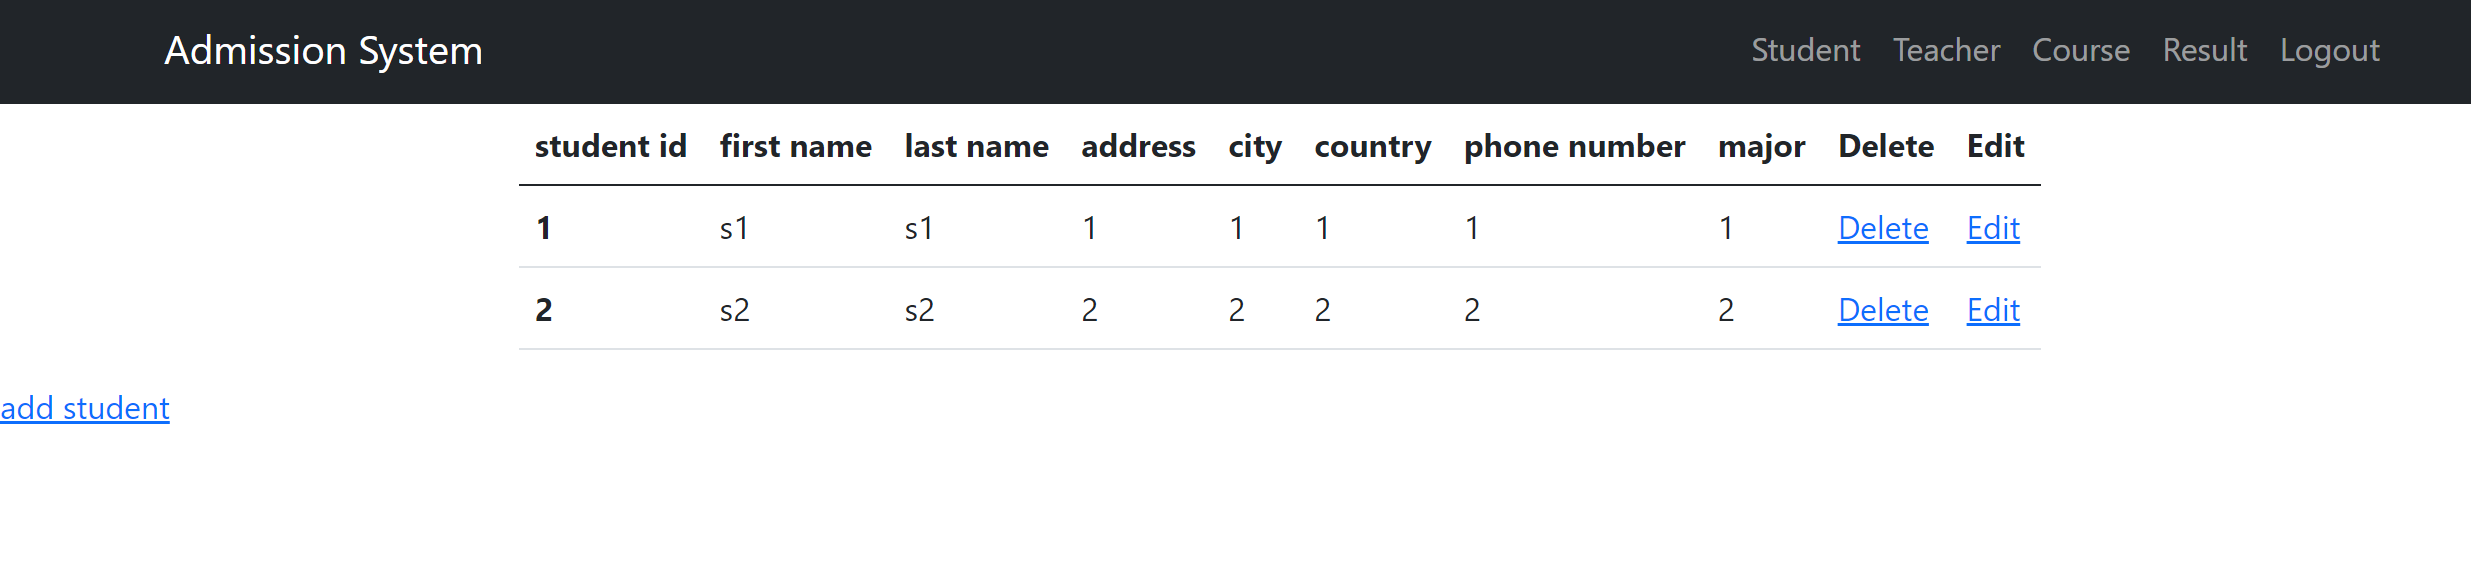 Admission System Student Teacher Course Result Logout
student id first name last name address city country phone number major Delete Edit
1 s1 s1 1 1 1 1 1 Delete Edit
2 s2 s2 2 2 2 2 2 Delete Edit
add student